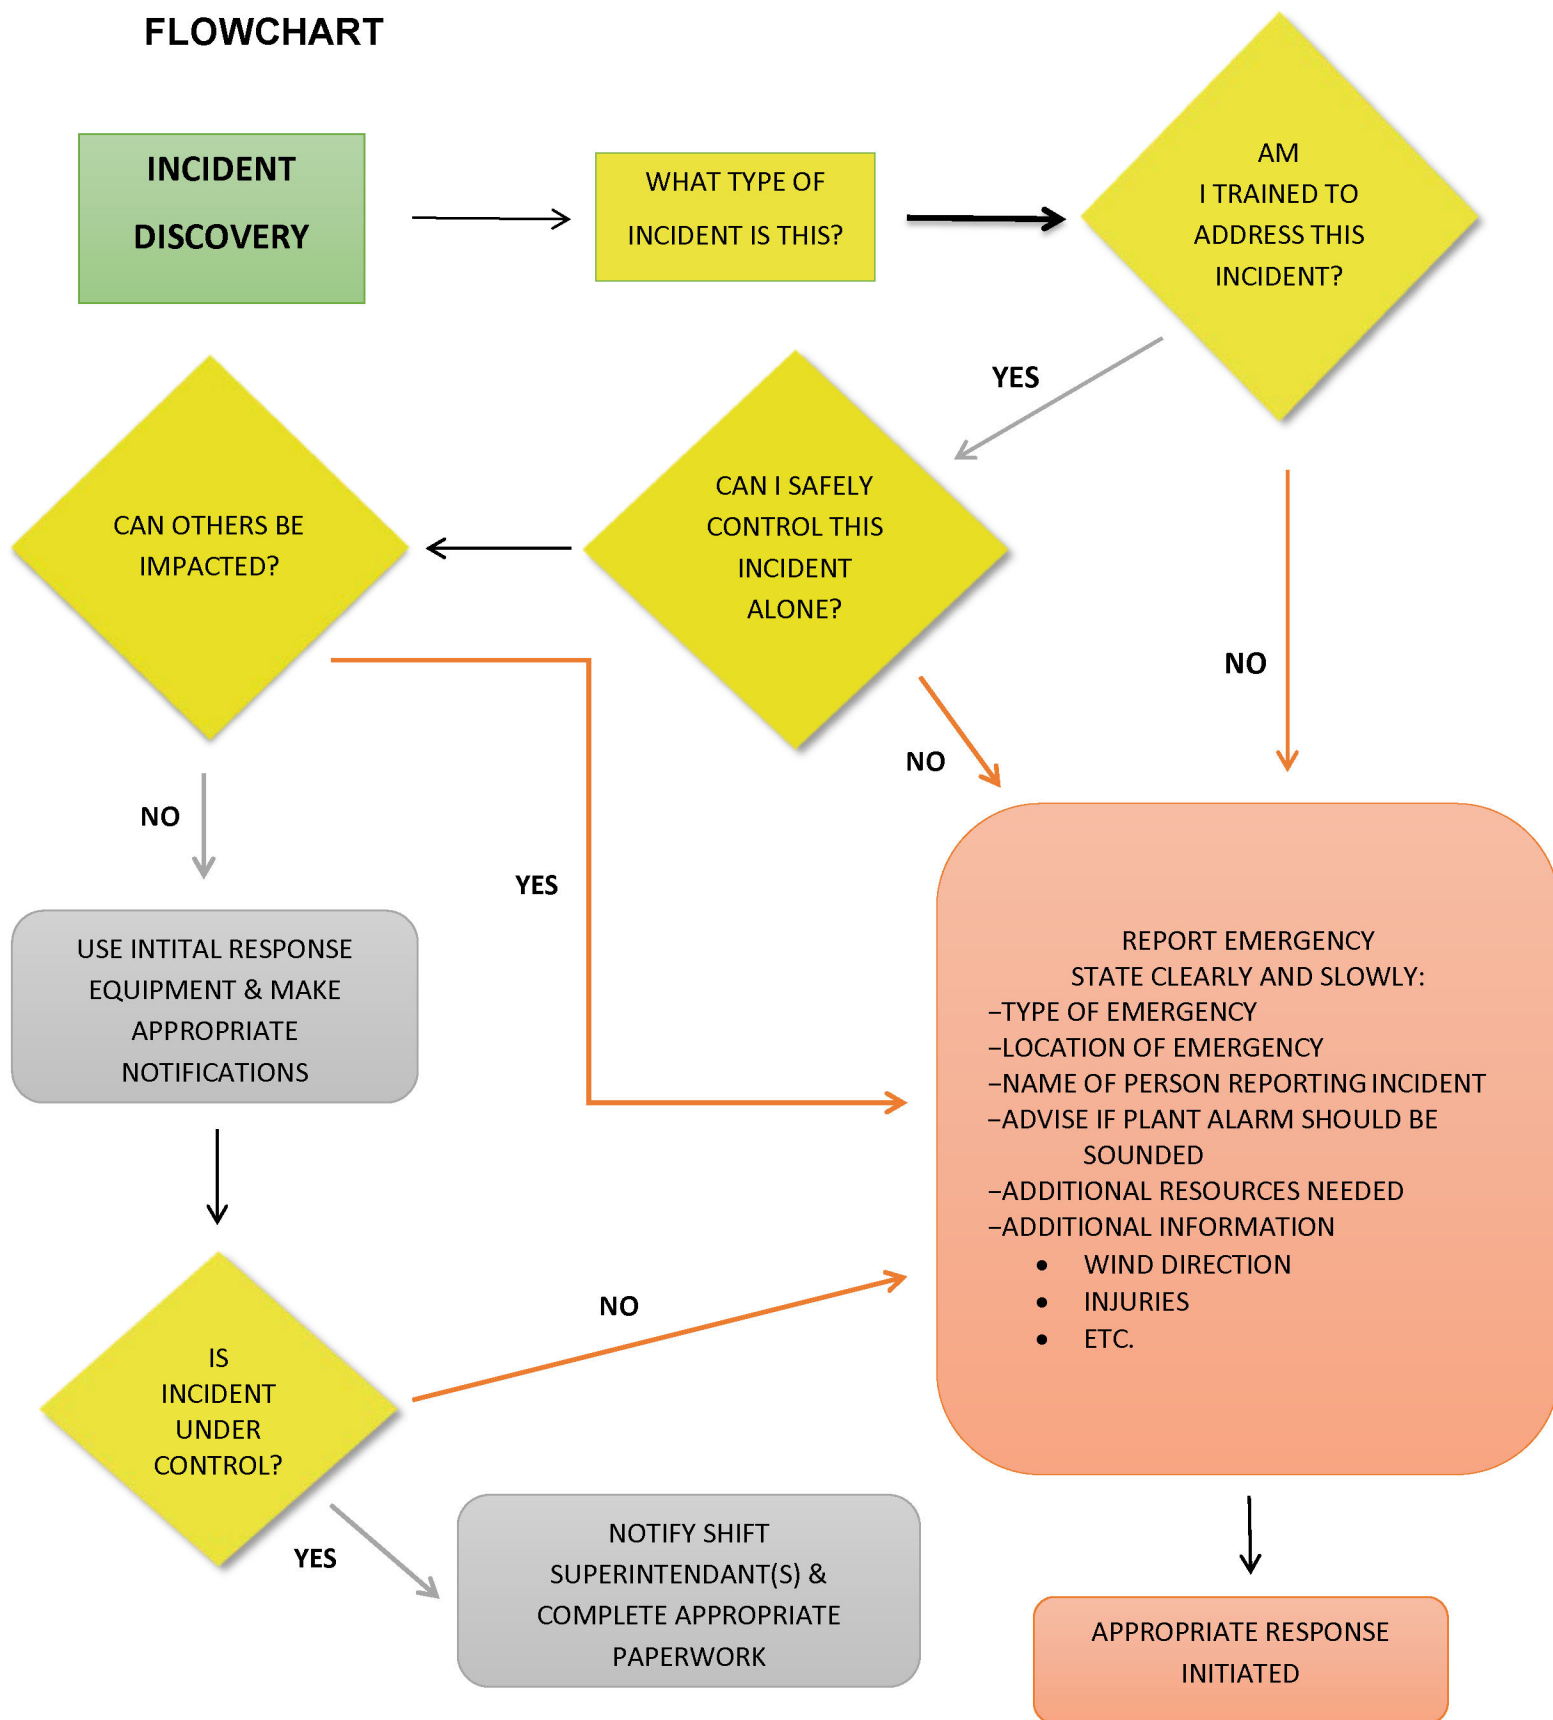 FLOWCHART
INCIDENT
DISCOVERY
WHAT TYPE OF
INCIDENT IS THIS?
AM
I TRAINED TO
ADDRESS THIS
INCIDENT?
YES
NO
CAN I SAFELY
CONTROL THIS
INCIDENT
ALONE?
NO
CAN OTHERS BE
IMPACTED?
NO
YES
USE INTITAL RESPONSE
EQUIPMENT & MAKE
APPROPRIATE
NOTIFICATIONS
REPORT EMERGENCY
STATE CLEARLY AND SLOWLY:
−TYPE OF EMERGENCY
−LOCATION OF EMERGENCY
−NAME OF PERSON REPORTING INCIDENT
−ADVISE IF PLANT ALARM SHOULD BE
SOUNDED
−ADDITIONAL RESOURCES NEEDED
−ADDITIONAL INFORMATION
• WIND DIRECTION
• INJURIES
• ETC.
IS
INCIDENT
UNDER
CONTROL?
NO
YES
NOTIFY SHIFT
SUPERINTENDANT(S) &
COMPLETE APPROPRIATE
PAPERWORK
APPROPRIATE RESPONSE
INITIATED